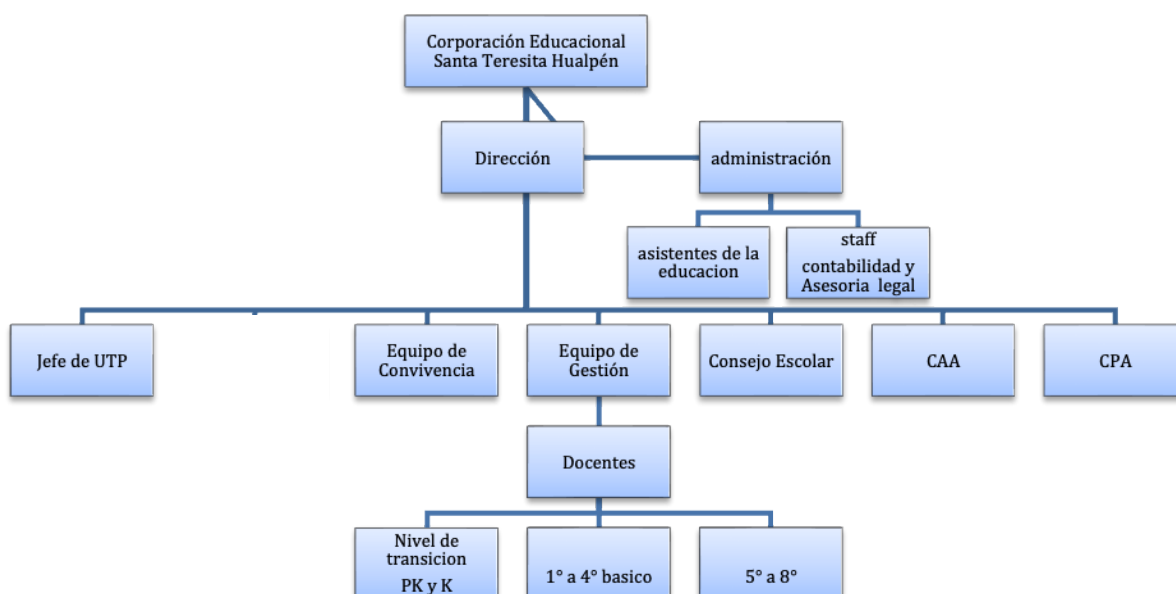 Corporación Educacional
Santa Teresita Hualpén
Dirección
administración
asistentes de la
educacion
staff
contabilidad y
Asesoria legal
Jefe de UTP
Equipo de
Convivencia
Equipo de
Gestión
Consejo Escolar
CAA
CPA
Docentes
Nivel de
transicion
PK y K
1° a 4° basico
5° a 8°